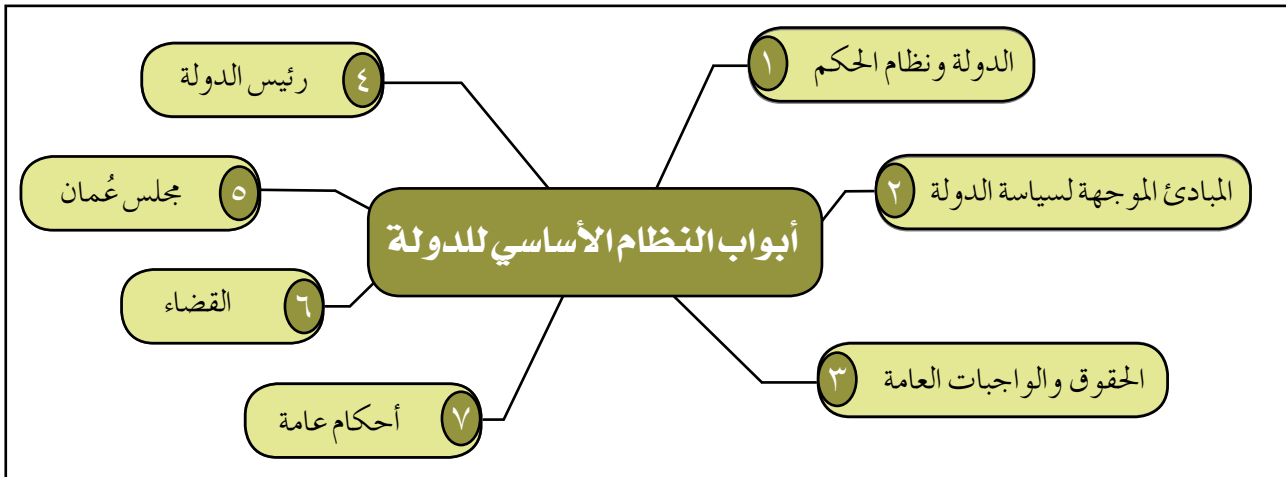 أبواب النظام الأساسي للدولة
١ الدولة ونظام الحكم
٢ المبادئ الموجهة لسياسة الدولة
٣ الحقوق والواجبات العامة
٤ رئيس الدولة
٥ مجلس عُمان
٦ القضاء
٧ أحكام عامة